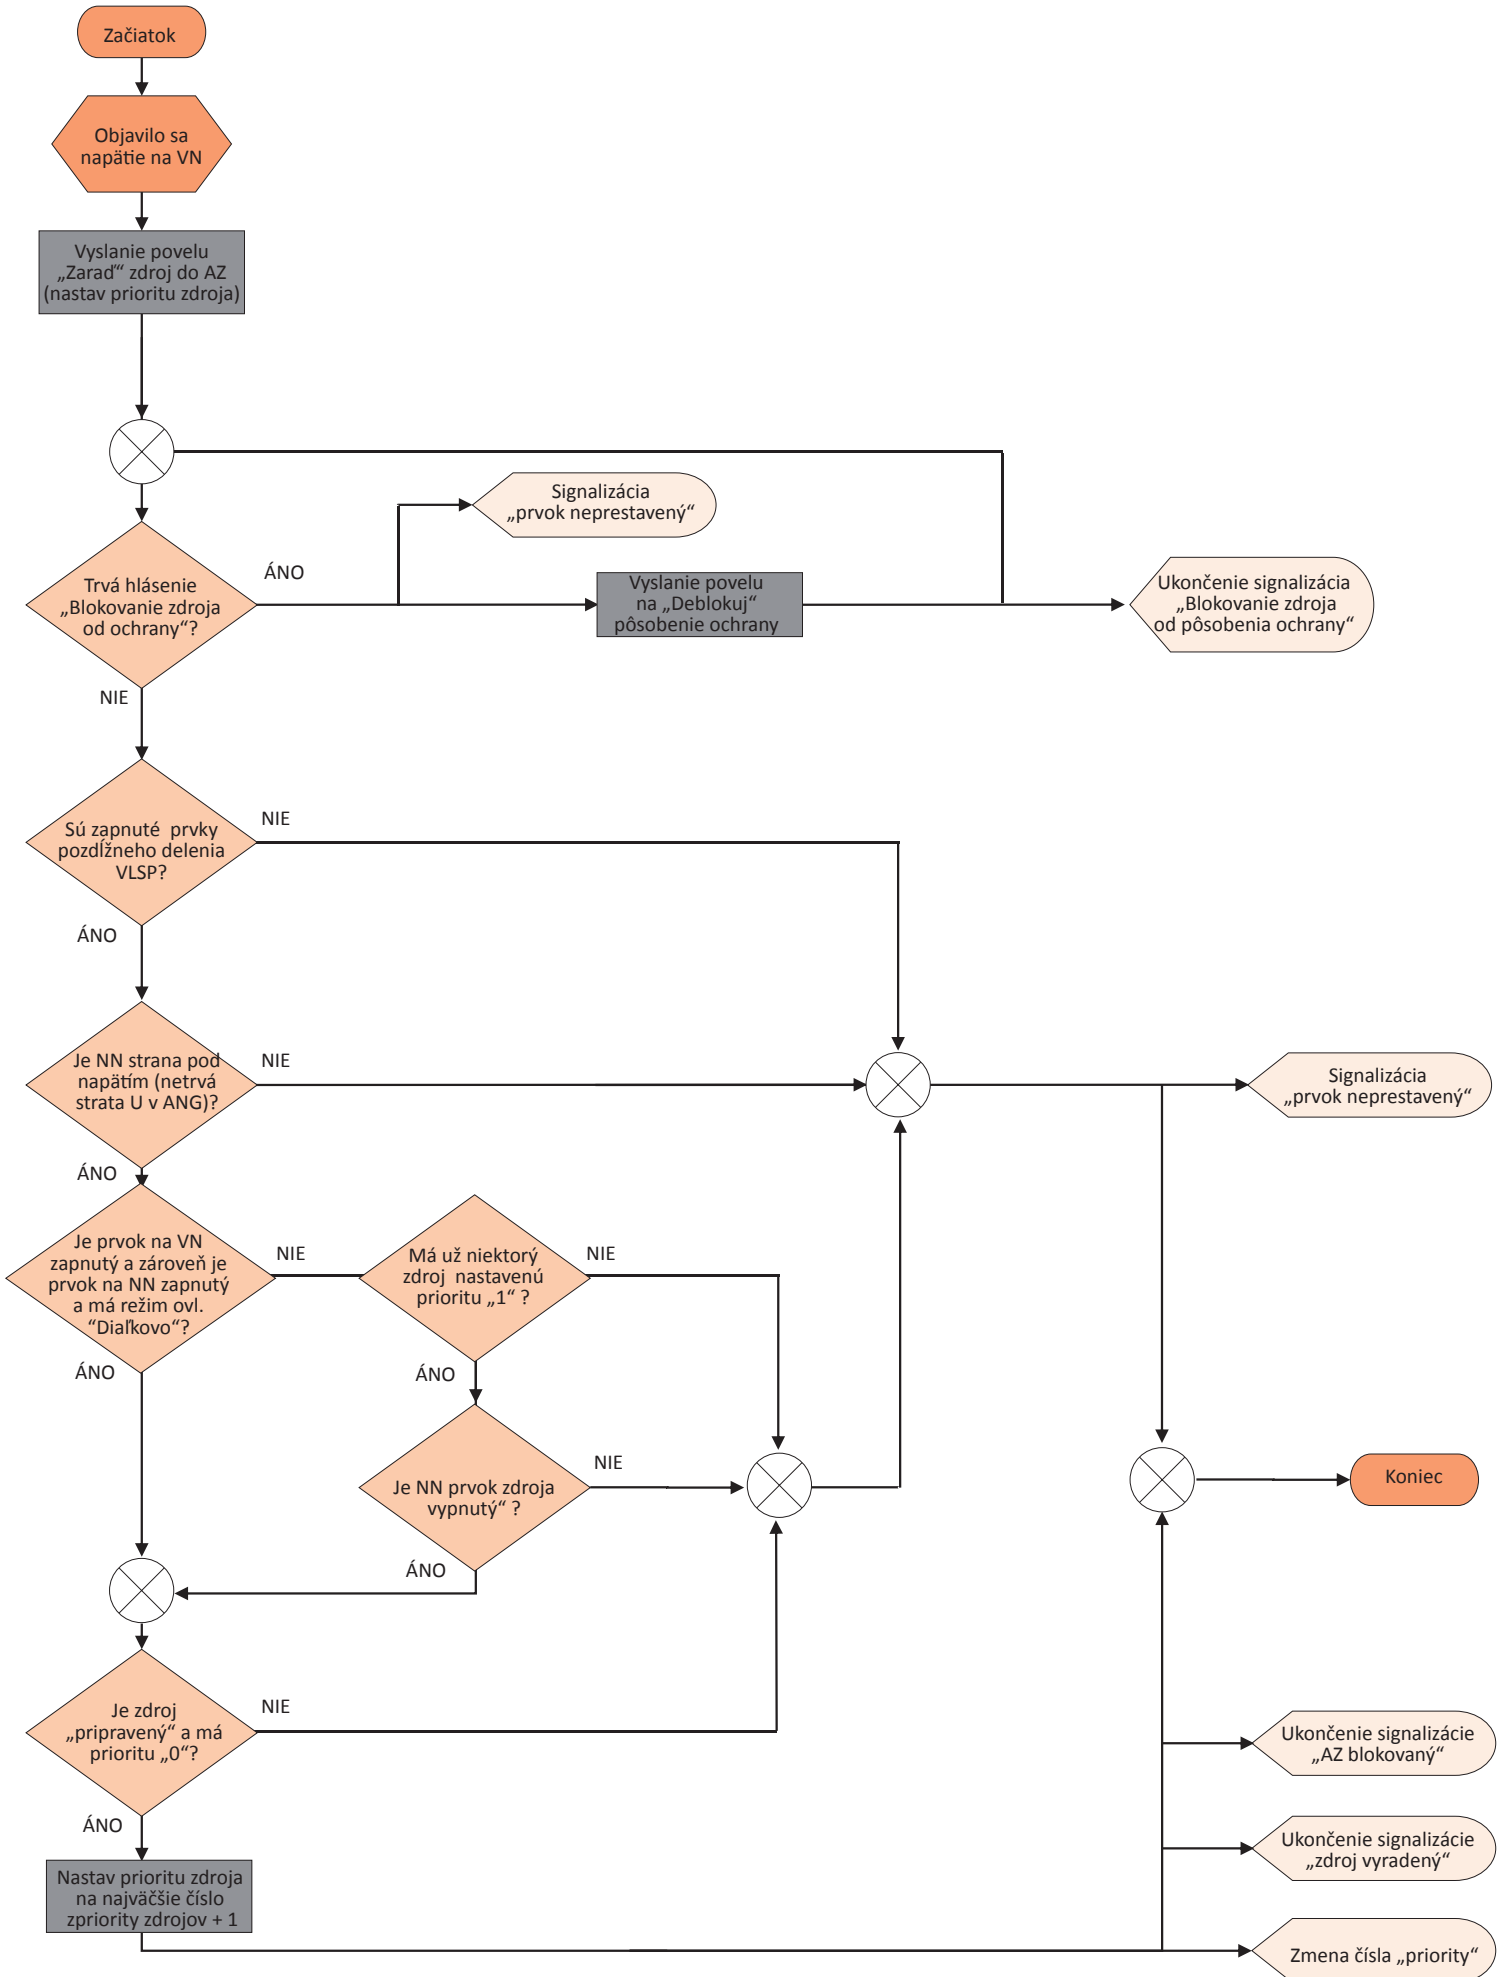 Začiatok
Objavilo sa
napätie na VN
Vyslanie povelu
„Zaraď“ zdroj do AZ
(nastav prioritu zdroja)
Signalizácia
„prvok neprestavený“
Trvá hlásenie
„Blokovanie zdroja
od ochrany“?
ÁNO
Vyslanie povelu
na „Deblokuj“
pôsobenie ochrany
Ukončenie signalizácia
„Blokovanie zdroja
od pôsobenia ochrany“
NIE
Sú zapnuté prvky
pozdĺžneho delenia
VLSP?
NIE
ÁNO
Je NN strana pod
napätím (netrvá
strata U v ANG)?
NIE
Signalizácia
„prvok neprestavený“
ÁNO
Je prvok na VN
zapnutý a zároveň je
prvok na NN zapnutý
a má režim ovl.
“Diaľkovo“?
NIE
Má už niektorý
zdroj nastavenú
prioritu „1“ ?
NIE
ÁNO
ÁNO
Je NN prvok zdroja
vypnutý“ ?
NIE
Koniec
ÁNO
Je zdroj
„pripravený“ a má
prioritu „0“?
NIE
Ukončenie signalizácie
„AZ blokovaný“
ÁNO
Ukončenie signalizácie
„zdroj vyradený“
Nastav prioritu zdroja
na najväčšie číslo
zpriority zdrojov + 1
Zmena čísla „priority“